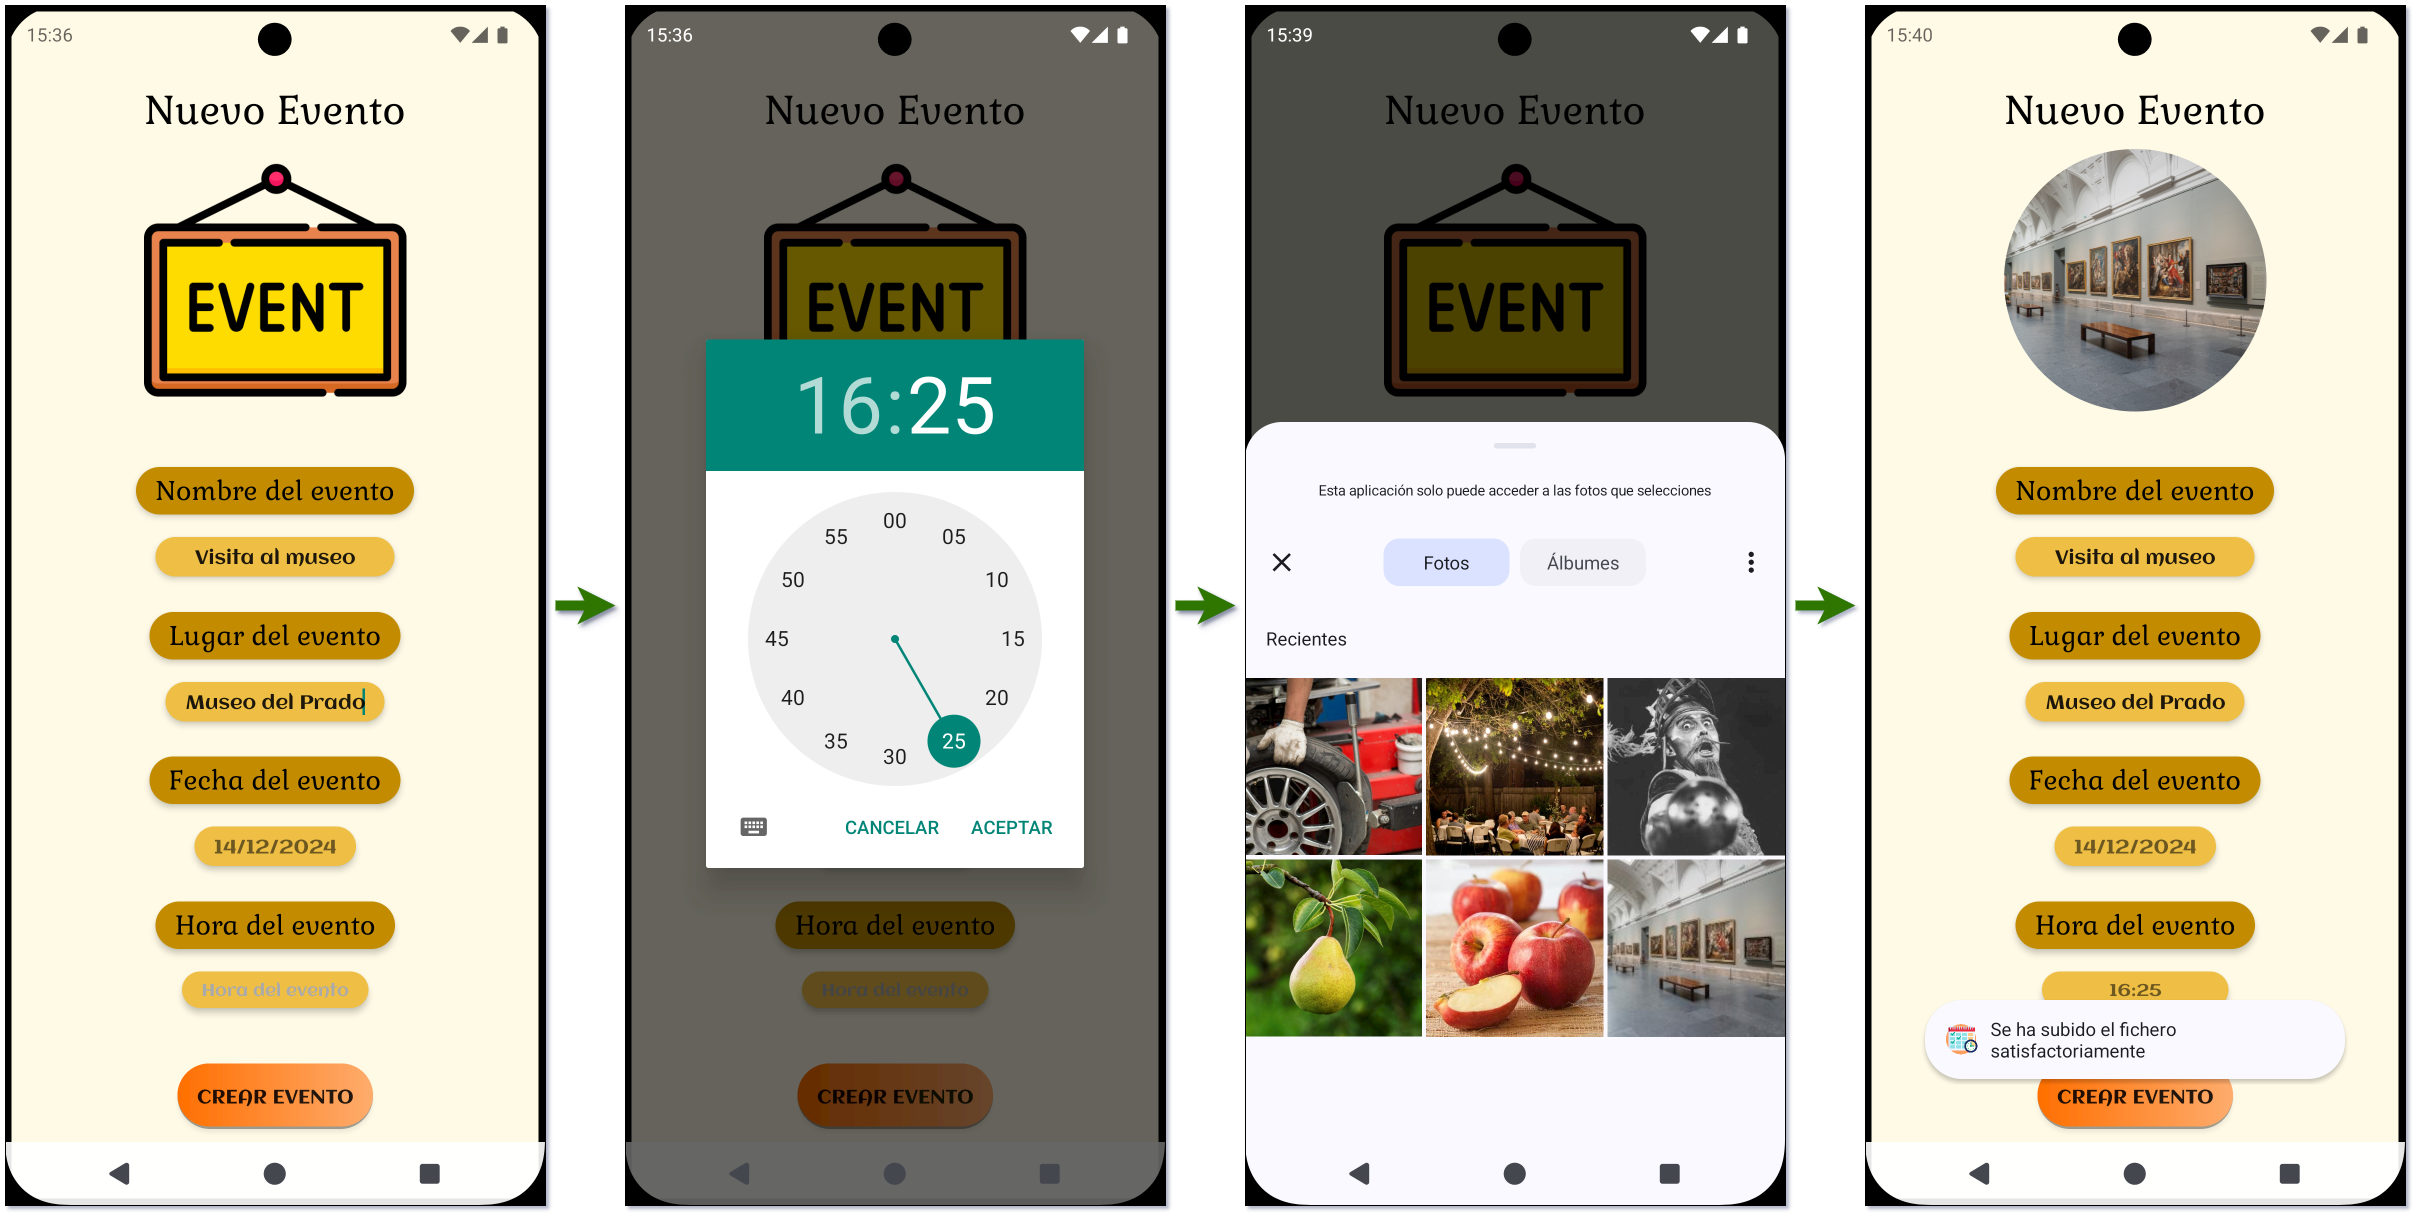 15:36
Nuevo Evento
EVENT
Nombre del evento
Visita al museo
Lugar del evento
Museo del Prado
Fecha del evento
14/12/2024
Hora del evento
Hora del evento
CREAR EVENTO
15:36
Nuevo Evento
EVENT
16:25
00
05
10
15
20
25
30
35
40
45
50
55
CANCELAR
ACEPTAR
Hora del evento
Hora del evento
CREAR EVENTO
15:39
Nuevo Evento
EVENT
Esta aplicación solo puede acceder a las fotos que selecciones
Fotos
Álbumes
Recientes
15:40
Nuevo Evento
Nombre del evento
Visita al museo
Lugar del evento
Museo del Prado
Fecha del evento
14/12/2024
Hora del evento
16:25
Se ha subido el fichero
satisfactoriamente
CREAR EVENTO